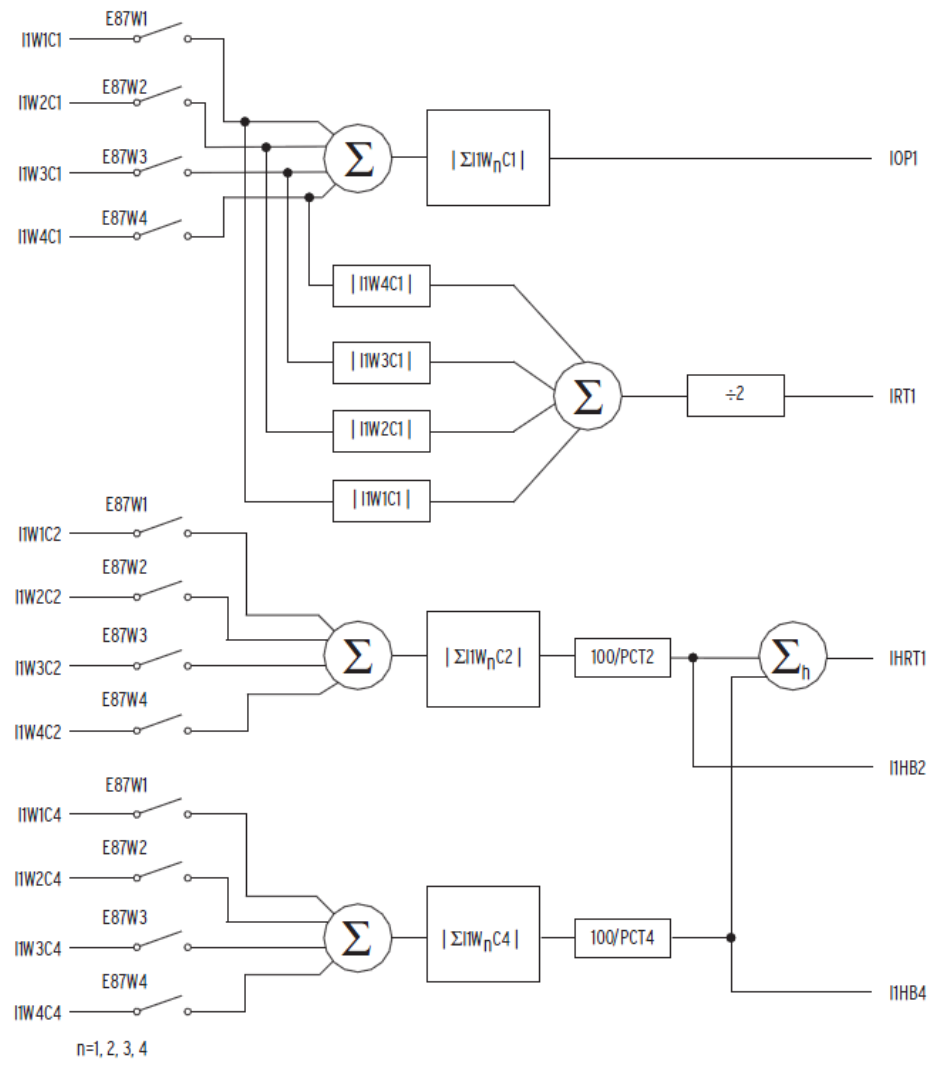 E87W1
I1W1C1
E87W2
I1W2C1
E87W3
I1W3C1
E87W4
I1W4C1
Σ
| ΣI1WnC1 |
IOP1
| I1W4C1 |
| I1W3C1 |
| I1W2C1 |
| I1W1C1 |
Σ
÷2
IRT1
E87W1
I1W1C2
E87W2
I1W2C2
E87W3
I1W3C2
E87W4
I1W4C2
Σ
| ΣI1WnC2 |
100/PCT2
Σh
IHRT1
I1HB2
E87W1
I1W1C4
E87W2
I1W2C4
E87W3
I1W3C4
E87W4
I1W4C4
Σ
| ΣI1WnC4 |
100/PCT4
I1HB4
n=1, 2, 3, 4